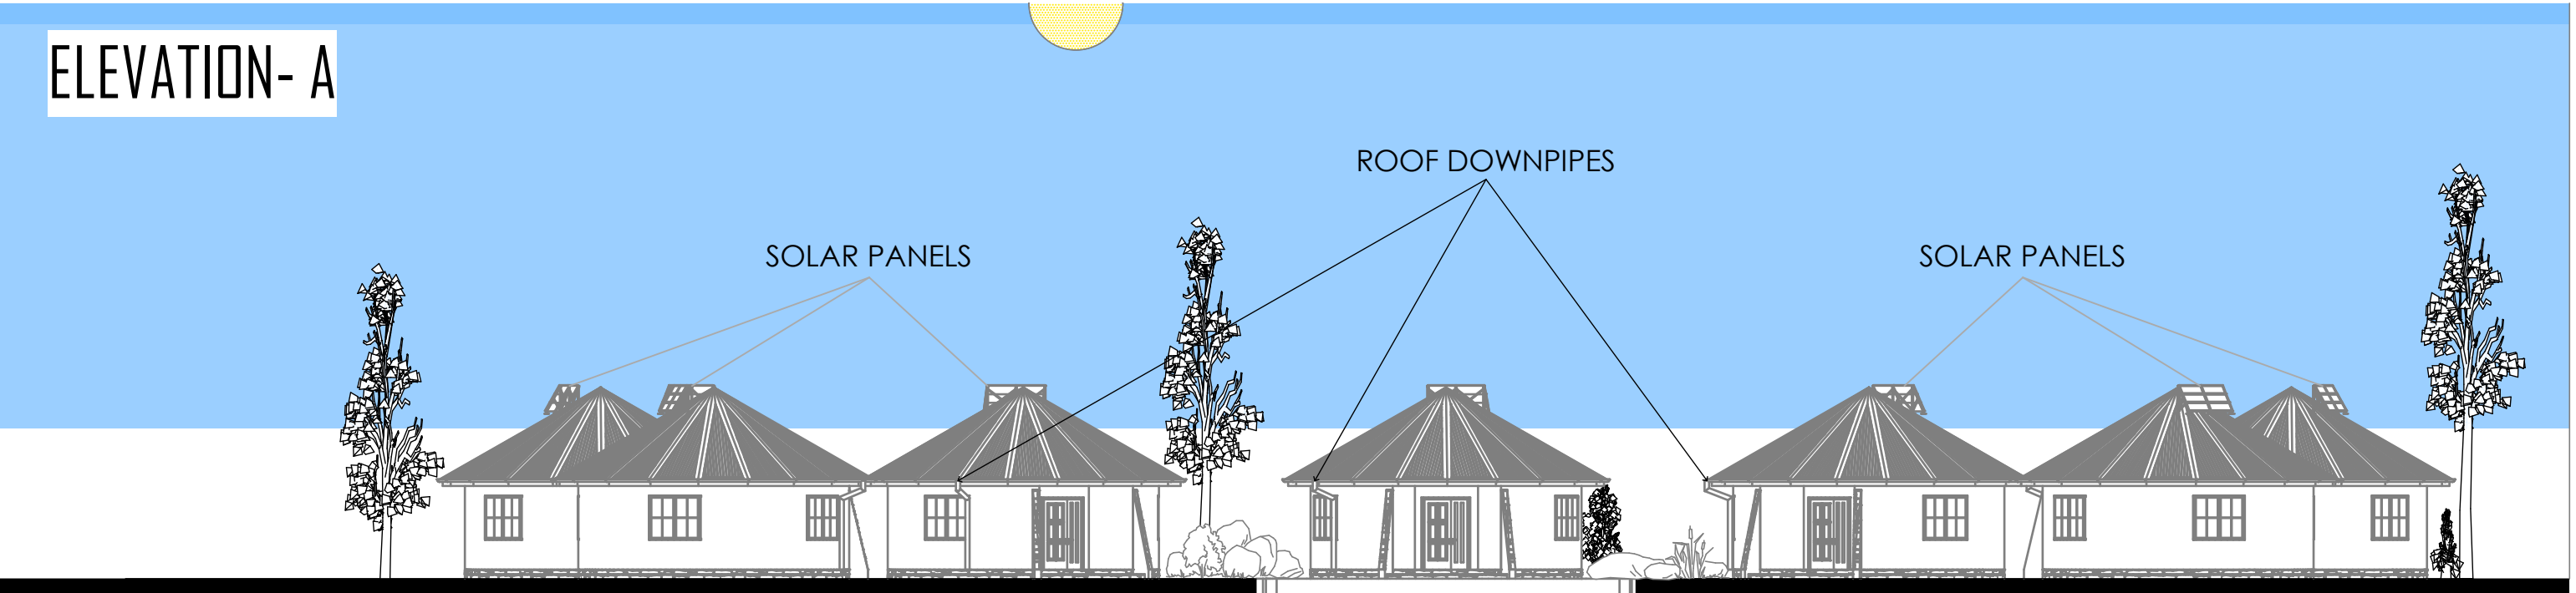 ELEVATION- A
ROOF DOWNPIPES
SOLAR PANELS
SOLAR PANELS